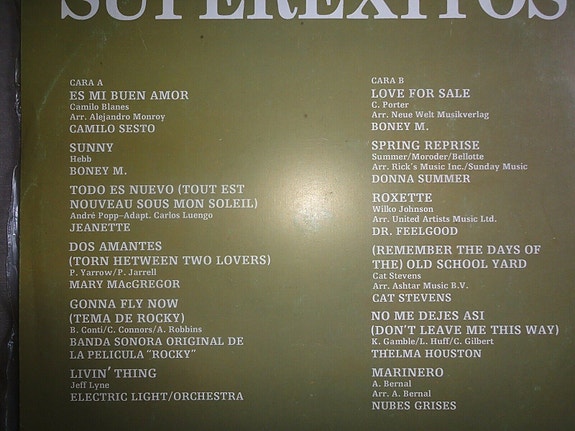 SUPEREXITOS
CARA A
ES MI BUEN AMOR
Camilo Blanes
Arr. Alejandro Monroy
CAMILO SESTO
SUNNY
Hebb
BONEY M.
TODO ES NUEVO (TOUT EST
NOUVEAU SOUS MON SOLEIL)
André Popp–Adapt. Carlos Luengo
JEANETTE
DOS AMANTES
(TORN HETWEEN TWO LOVERS)
P. Yarrow/P. Jarrell
MARY MacGREGOR
GONNA FLY NOW
(TEMA DE ROCKY)
B. Conti/C. Connors/A. Robbins
BANDA SONORA ORIGINAL DE
LA PELICULA "ROCKY"
LIVIN' THING
Jeff Lyne
ELECTRIC LIGHT/ORCHESTRA
CARA B
LOVE FOR SALE
C. Porter
Arr. Neue Welt Musikverlag
BONEY M.
SPRING REPRISE
Summer/Moroder/Bellotte
Arr. Rick's Music Inc./Sunday Music
DONNA SUMMER
ROXETTE
Wilko Johnson
Arr. United Artists Music Ltd.
DR. FEELGOOD
(REMEMBER THE DAYS OF
THE) OLD SCHOOL YARD
Cat Stevens
Arr. Ashtar Music B.V.
CAT STEVENS
NO ME DEJES ASI
(DON'T LEAVE ME THIS WAY)
K. Gamble/L. Huff/C. Gilbert
THELMA HOUSTON
MARINERO
A. Bernal
Arr. A. Bernal
NUBES GRISES